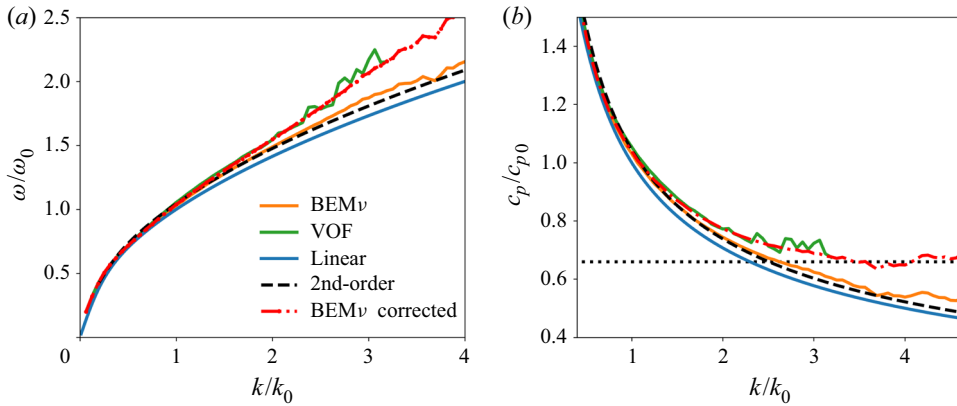 (a)
2.5
2.0
1.5
1.0
0.5
0
ω/ω0
BEMν
VOF
Linear
2nd-order
BEMν corrected
1
2
3
4
k/k0
(b)
1.4
1.2
1.0
0.8
0.6
0.4
cp/cp0
1
2
3
4
k/k0